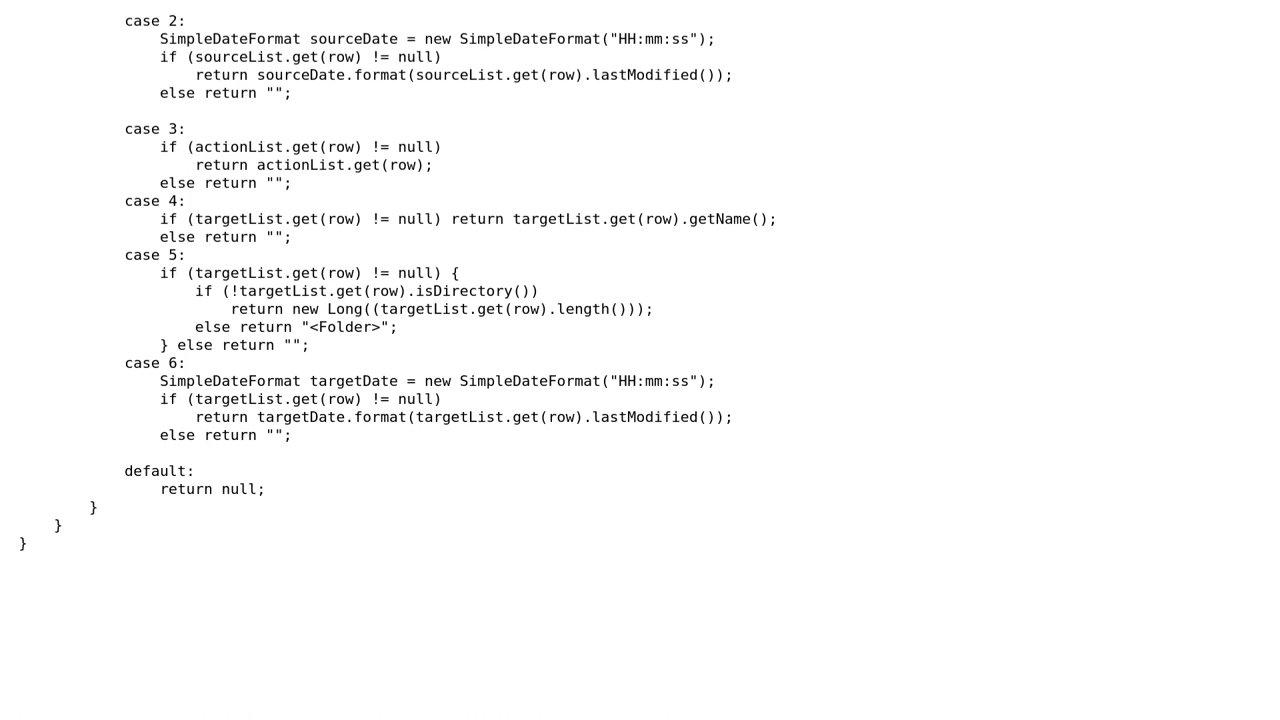 case 2:
                SimpleDateFormat sourceDate = new SimpleDateFormat("HH:mm:ss");
                if (sourceList.get(row) != null)
                    return sourceDate.format(sourceList.get(row).lastModified());
                else return "";

            case 3:
                if (actionList.get(row) != null)
                    return actionList.get(row);
                else return "";
            case 4:
                if (targetList.get(row) != null) return targetList.get(row).getName();
                else return "";
            case 5:
                if (targetList.get(row) != null) {
                    if (!targetList.get(row).isDirectory())
                        return new Long((targetList.get(row).length()));
                    else return "<Folder>";
                } else return "";
            case 6:
                SimpleDateFormat targetDate = new SimpleDateFormat("HH:mm:ss");
                if (targetList.get(row) != null)
                    return targetDate.format(targetList.get(row).lastModified());
                else return "";

            default:
                return null;
        }
    }
}